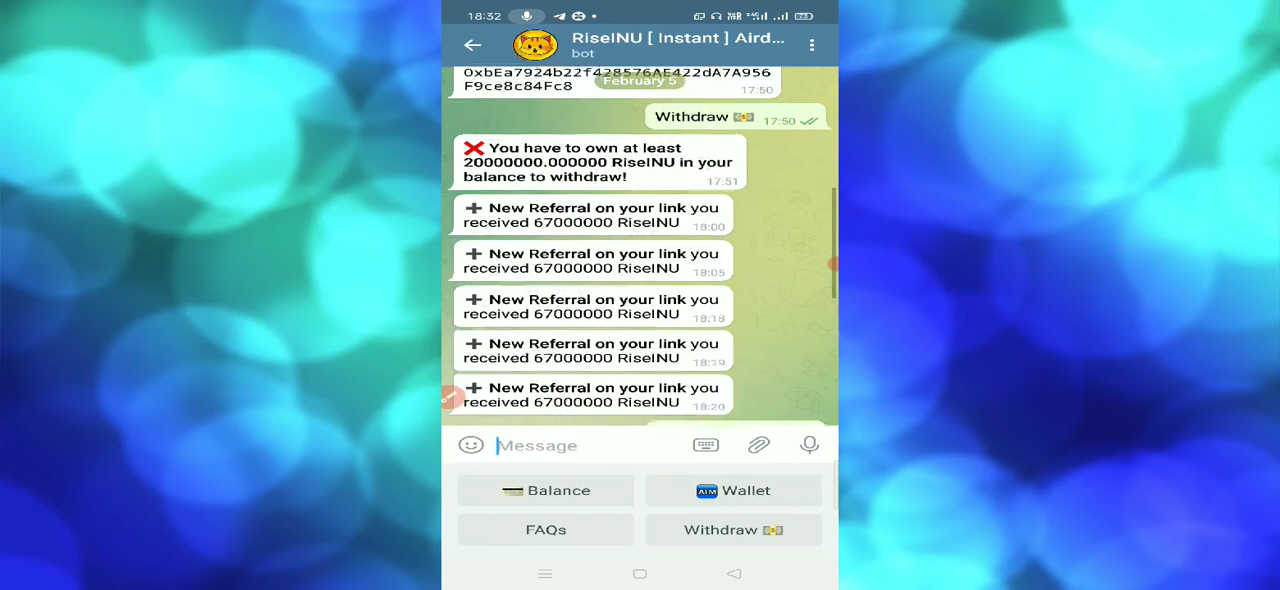 18:32
RiseINU [ Instant ] Aird...
bot
0xbEa7924b22f428576AE422dA7A956
F9ce8c84Fc8
17:50
February 5
Withdraw 17:50
❌ You have to own at least
20000000.000000 RiseINU in your
balance to withdraw!
17:51
➕ New Referral on your link you
received 67000000 RiseINU 18:00
➕ New Referral on your link you
received 67000000 RiseINU 18:05
➕ New Referral on your link you
received 67000000 RiseINU 18:18
➕ New Referral on your link you
received 67000000 RiseINU
➕ New Referral on your link you
received 67000000 RiseINU 18:20
Message
Balance
ATM Wallet
FAQs
Withdraw